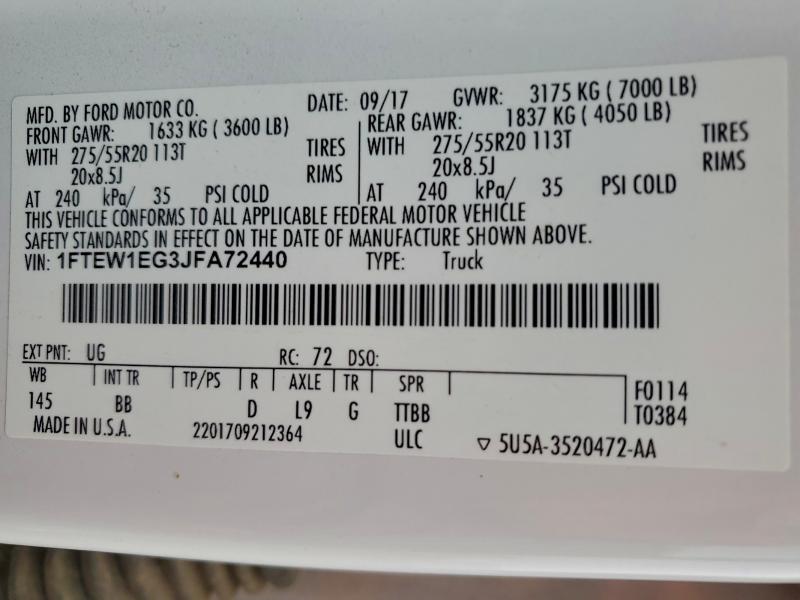 MFD. BY FORD MOTOR CO. DATE: 09/17 GVWR: 3175 KG ( 7000 LB)
FRONT GAWR: 1633 KG ( 3600 LB) REAR GAWR: 1837 KG ( 4050 LB)
WITH 275/55R20 113T TIRES WITH 275/55R20 113T TIRES
20x8.5J RIMS 20x8.5J RIMS
AT 240 kPa/ 35 PSI COLD AT 240 kPa/ 35 PSI COLD
THIS VEHICLE CONFORMS TO ALL APPLICABLE FEDERAL MOTOR VEHICLE
SAFETY STANDARDS IN EFFECT ON THE DATE OF MANUFACTURE SHOWN ABOVE.
VIN: 1FTEW1EG3JFA72440 TYPE: Truck
EXT PNT: UG RC: 72 DSO:
WB INT TR TP/PS R AXLE TR SPR F0114
145 BB D L9 G TTBB T0384
MADE IN U.S.A. 2201709212364 ULC ▽ 5U5A-3520472-AA